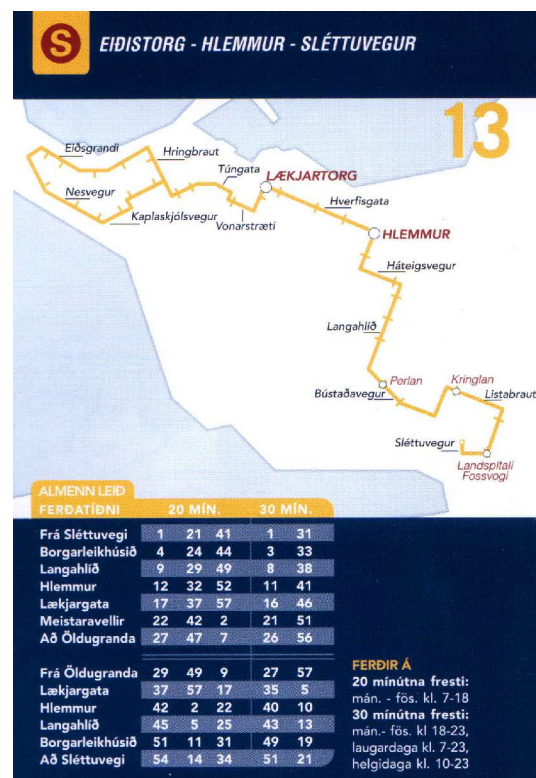 S
EIÐISTORG - HLEMMUR - SLÉTTUVEGUR
13
Eiðsgrandi
Hringbraut
Túngata
LÆKJARTORG
Nesvegur
Hverfisgata
Kaplaskjólsvegur
Vonarstræti
HLEMMUR
Háteigsvegur
Langahlíð
Perlan
Kringlan
Bústaðavegur
Listabraut
Sléttuvegur
Landspítali
Fossvogi
ALMENN LEIÐ
FERÐATÍÐNI 20 MÍN. 30 MÍN.
Frá Sléttuvegi 1 21 41 1 31
Borgarleikhúsið 4 24 44 3 33
Langahlíð 9 29 49 8 38
Hlemmur 12 32 52 11 41
Lækjargata 17 37 57 16 46
Meistaravellir 22 42 2 21 51
Að Öldugranda 27 47 7 26 56
Frá Öldugranda 29 49 9 27 57
Lækjargata 37 57 17 35 5
Hlemmur 42 2 22 40 10
Langahlíð 45 5 25 43 13
Borgarleikhúsið 51 11 31 49 19
Að Sléttuvegi 54 14 34 51 21
FERÐIR Á
20 mínútna fresti:
mán. - fös. kl. 7-18
30 mínútna fresti:
mán.- fös. kl 18-23,
laugardaga kl. 7-23,
helgidaga kl. 10-23